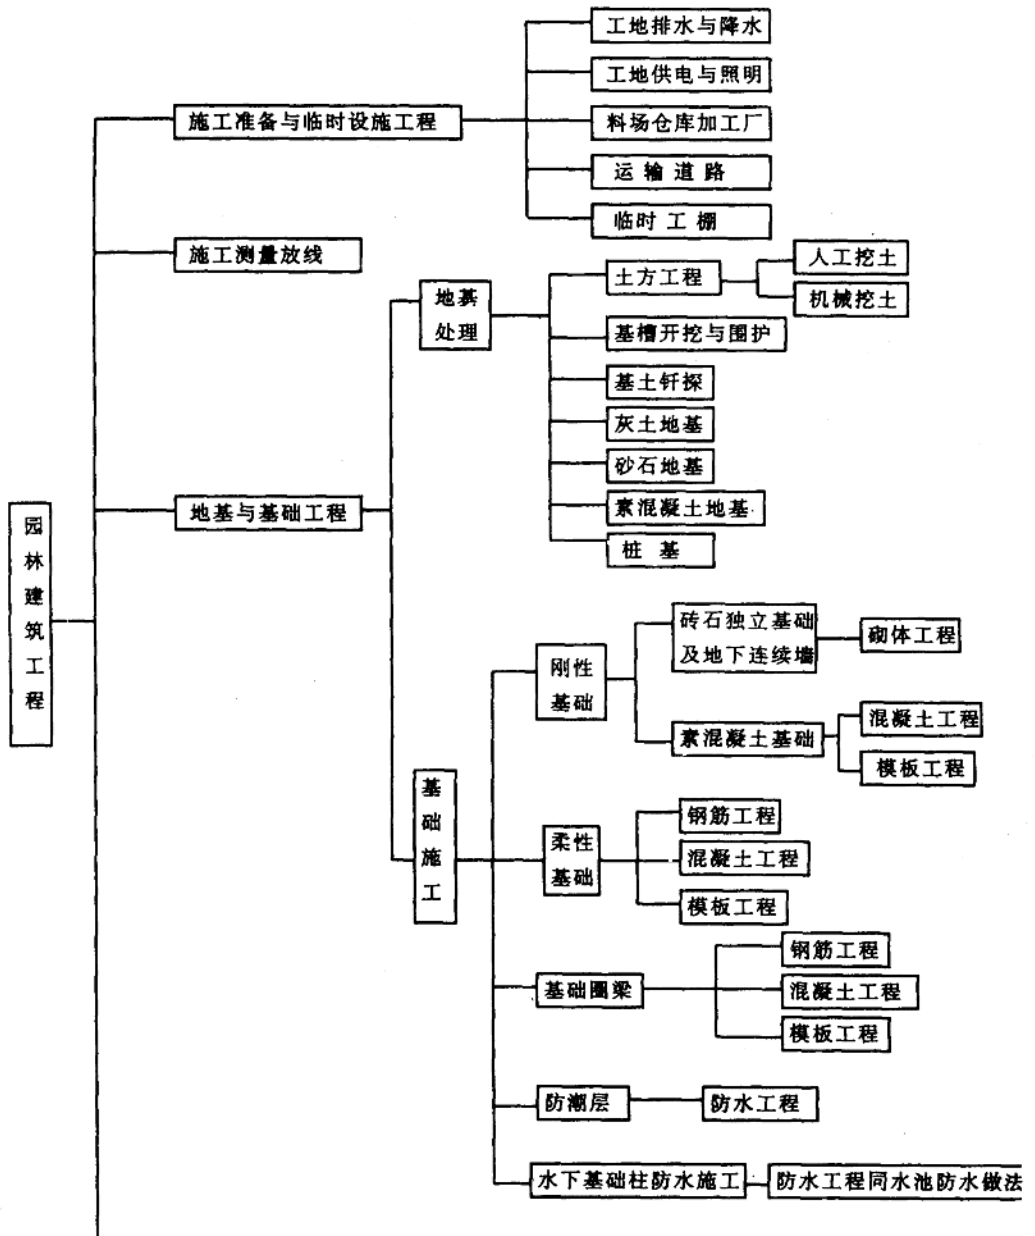 工地排水与降水
工地供电与照明
施工准备与临时设施工程
料场仓库加工厂
运输道路
临时工棚
施工测量放线
人工挖土
土方工程
机械挖土
地基
处理
基槽开挖与围护
基土钎探
灰土地基
砂石地基
地基与基础工程
素混凝土地基
桩基
园林建筑工程
砖石独立基础
及地下连续墙
砌体工程
刚性
基础
混凝土工程
素混凝土基础
模板工程
基础施工
钢筋工程
柔性
基础
混凝土工程
模板工程
钢筋工程
基础圈梁
混凝土工程
模板工程
防潮层
防水工程
水下基础柱防水施工
防水工程同水池防水做法